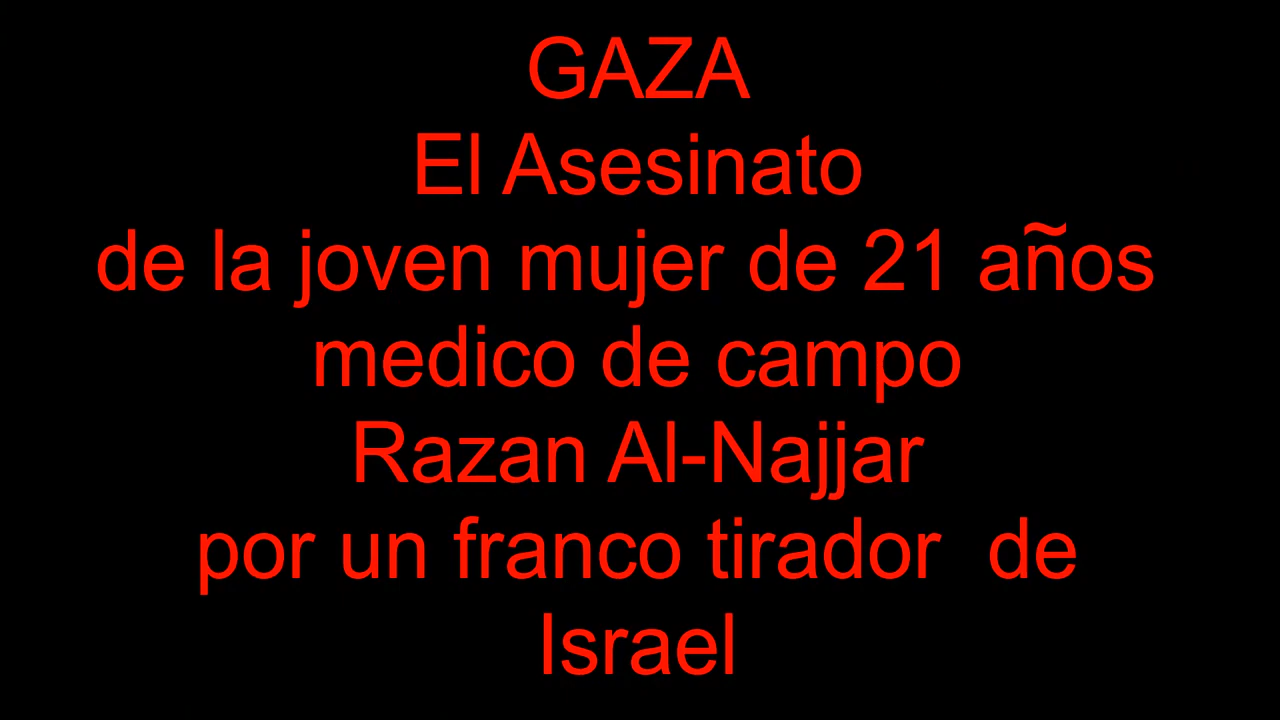 GAZA
El Asesinato
de la joven mujer de 21 años
medico de campo
Razan Al-Najjar
por un franco tirador de
Israel